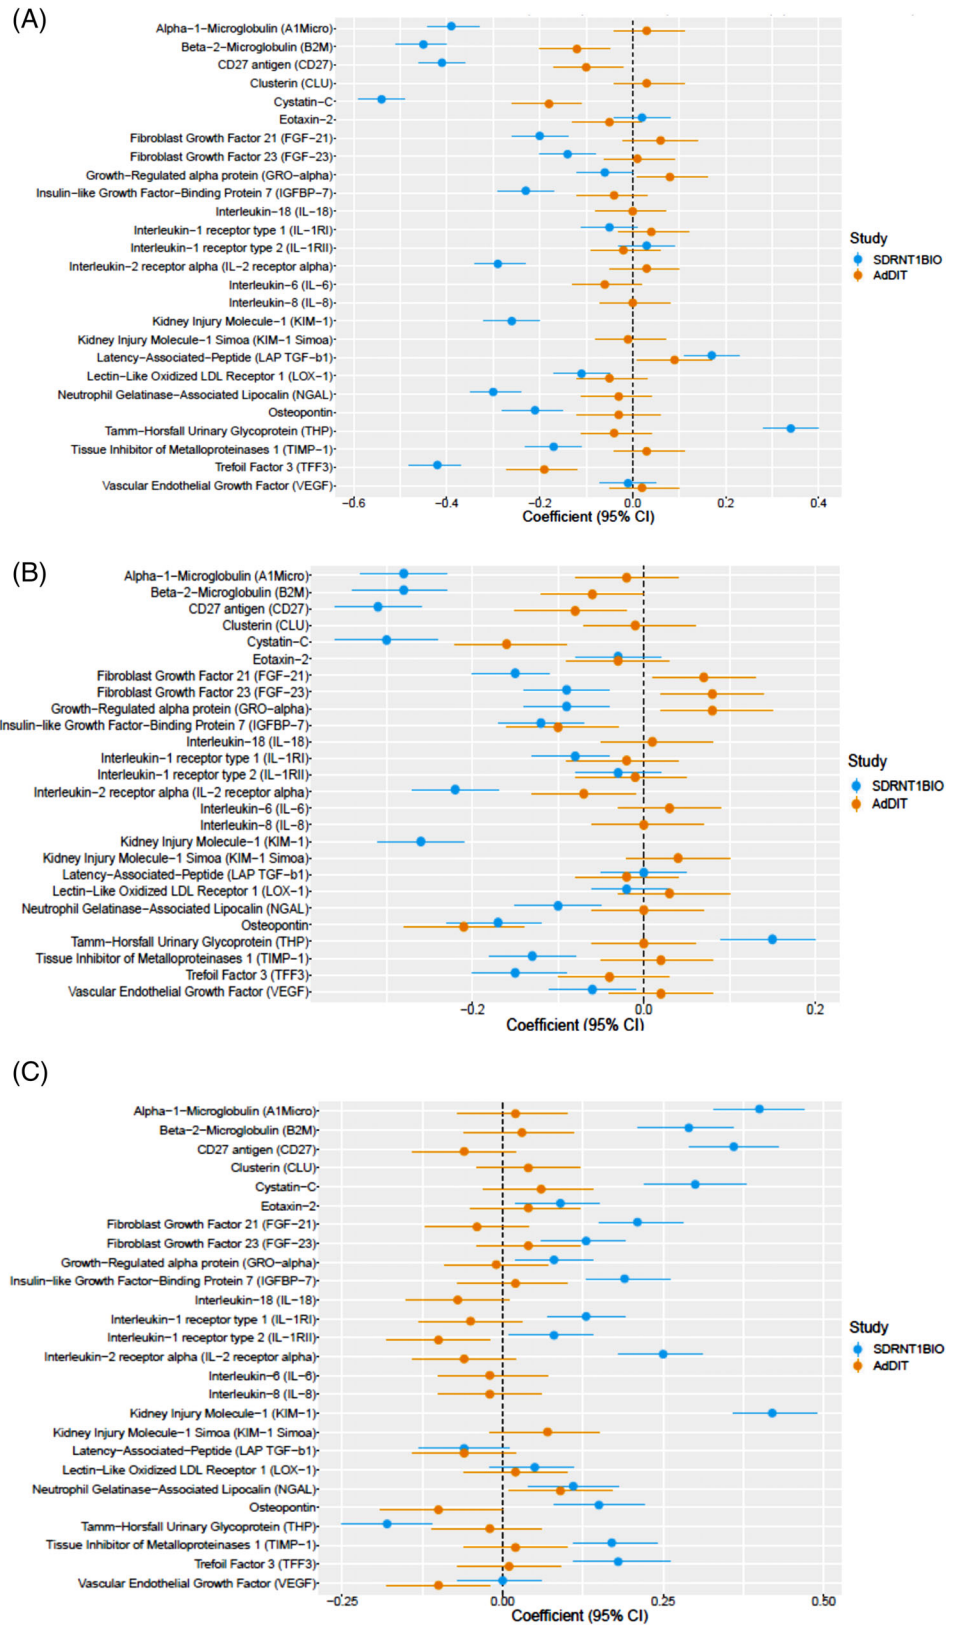 (A)
Alpha−1−Microglobulin (A1Micro)
Beta−2−Microglobulin (B2M)
CD27 antigen (CD27)
Clusterin (CLU)
Cystatin−C
Eotaxin−2
Fibroblast Growth Factor 21 (FGF−21)
Fibroblast Growth Factor 23 (FGF−23)
Growth−Regulated alpha protein (GRO−alpha)
Insulin−like Growth Factor−Binding Protein 7 (IGFBP−7)
Interleukin−18 (IL−18)
Interleukin−1 receptor type 1 (IL−1RI)
Interleukin−1 receptor type 2 (IL−1RII)
Interleukin−2 receptor alpha (IL−2 receptor alpha)
Interleukin−6 (IL−6)
Interleukin−8 (IL−8)
Kidney Injury Molecule−1 (KIM−1)
Kidney Injury Molecule−1 Simoa (KIM−1 Simoa)
Latency−Associated−Peptide (LAP TGF−b1)
Lectin−Like Oxidized LDL Receptor 1 (LOX−1)
Neutrophil Gelatinase−Associated Lipocalin (NGAL)
Osteopontin
Tamm−Horsfall Urinary Glycoprotein (THP)
Tissue Inhibitor of Metalloproteinases 1 (TIMP−1)
Trefoil Factor 3 (TFF3)
Vascular Endothelial Growth Factor (VEGF)
−0.6 −0.4 −0.2 0.0 0.2 0.4
Coefficient (95% CI)
Study
SDRNT1BIO
AdDIT
(B)
Alpha−1−Microglobulin (A1Micro)
Beta−2−Microglobulin (B2M)
CD27 antigen (CD27)
Clusterin (CLU)
Cystatin−C
Eotaxin−2
Fibroblast Growth Factor 21 (FGF−21)
Fibroblast Growth Factor 23 (FGF−23)
Growth−Regulated alpha protein (GRO−alpha)
Insulin−like Growth Factor−Binding Protein 7 (IGFBP−7)
Interleukin−18 (IL−18)
Interleukin−1 receptor type 1 (IL−1RI)
Interleukin−1 receptor type 2 (IL−1RII)
Interleukin−2 receptor alpha (IL−2 receptor alpha)
Interleukin−6 (IL−6)
Interleukin−8 (IL−8)
Kidney Injury Molecule−1 (KIM−1)
Kidney Injury Molecule−1 Simoa (KIM−1 Simoa)
Latency−Associated−Peptide (LAP TGF−b1)
Lectin−Like Oxidized LDL Receptor 1 (LOX−1)
Neutrophil Gelatinase−Associated Lipocalin (NGAL)
Osteopontin
Tamm−Horsfall Urinary Glycoprotein (THP)
Tissue Inhibitor of Metalloproteinases 1 (TIMP−1)
Trefoil Factor 3 (TFF3)
Vascular Endothelial Growth Factor (VEGF)
−0.2 0.0 0.2
Coefficient (95% CI)
Study
SDRNT1BIO
AdDIT
(C)
Alpha−1−Microglobulin (A1Micro)
Beta−2−Microglobulin (B2M)
CD27 antigen (CD27)
Clusterin (CLU)
Cystatin−C
Eotaxin−2
Fibroblast Growth Factor 21 (FGF−21)
Fibroblast Growth Factor 23 (FGF−23)
Growth−Regulated alpha protein (GRO−alpha)
Insulin−like Growth Factor−Binding Protein 7 (IGFBP−7)
Interleukin−18 (IL−18)
Interleukin−1 receptor type 1 (IL−1RI)
Interleukin−1 receptor type 2 (IL−1RII)
Interleukin−2 receptor alpha (IL−2 receptor alpha)
Interleukin−6 (IL−6)
Interleukin−8 (IL−8)
Kidney Injury Molecule−1 (KIM−1)
Kidney Injury Molecule−1 Simoa (KIM−1 Simoa)
Latency−Associated−Peptide (LAP TGF−b1)
Lectin−Like Oxidized LDL Receptor 1 (LOX−1)
Neutrophil Gelatinase−Associated Lipocalin (NGAL)
Osteopontin
Tamm−Horsfall Urinary Glycoprotein (THP)
Tissue Inhibitor of Metalloproteinases 1 (TIMP−1)
Trefoil Factor 3 (TFF3)
Vascular Endothelial Growth Factor (VEGF)
−0.25 0.00 0.25 0.50
Coefficient (95% CI)
Study
SDRNT1BIO
AdDIT